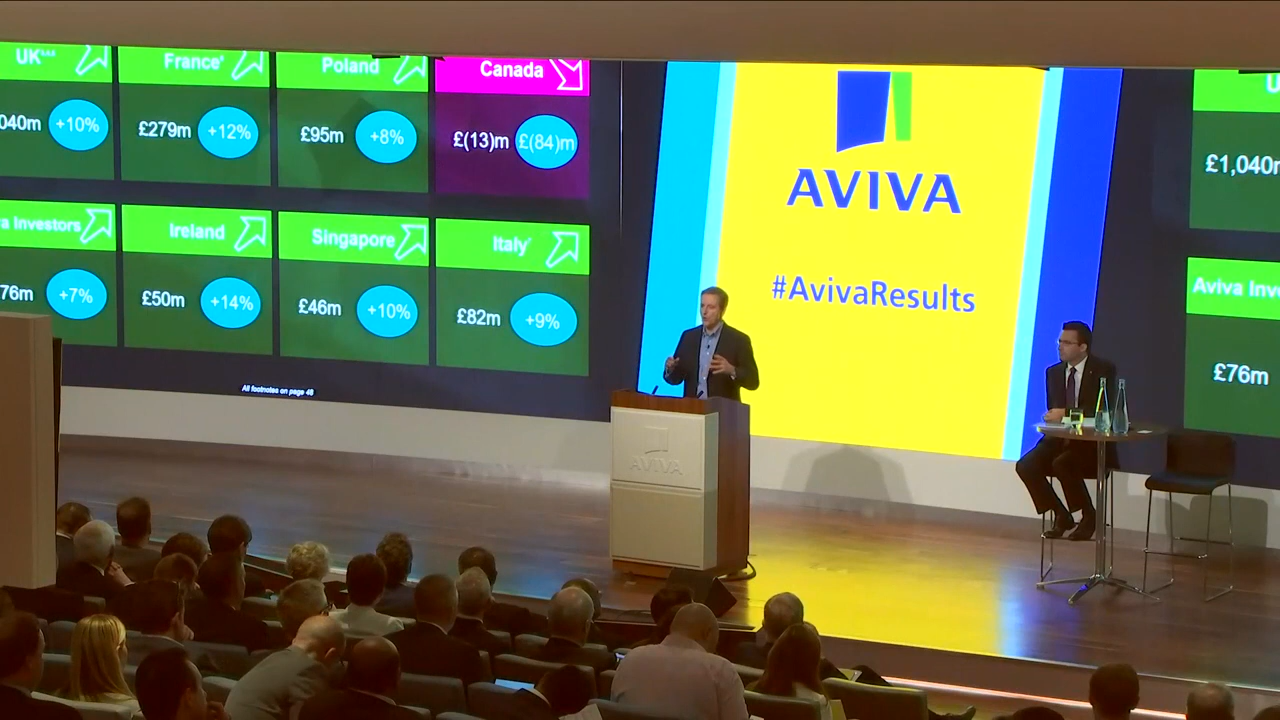 UK
France
Poland
Canada
040m
+10%
£279m
+12%
£95m
+8%
£(13)m
£(84)m
Investors
Ireland
Singapore
Italy
76m
+7%
£50m
+14%
£46m
+10%
£82m
+9%
All footnotes on page 48
AVIVA
#AvivaResults
AVIVA
U
£1,040m
Aviva Inve
£76m